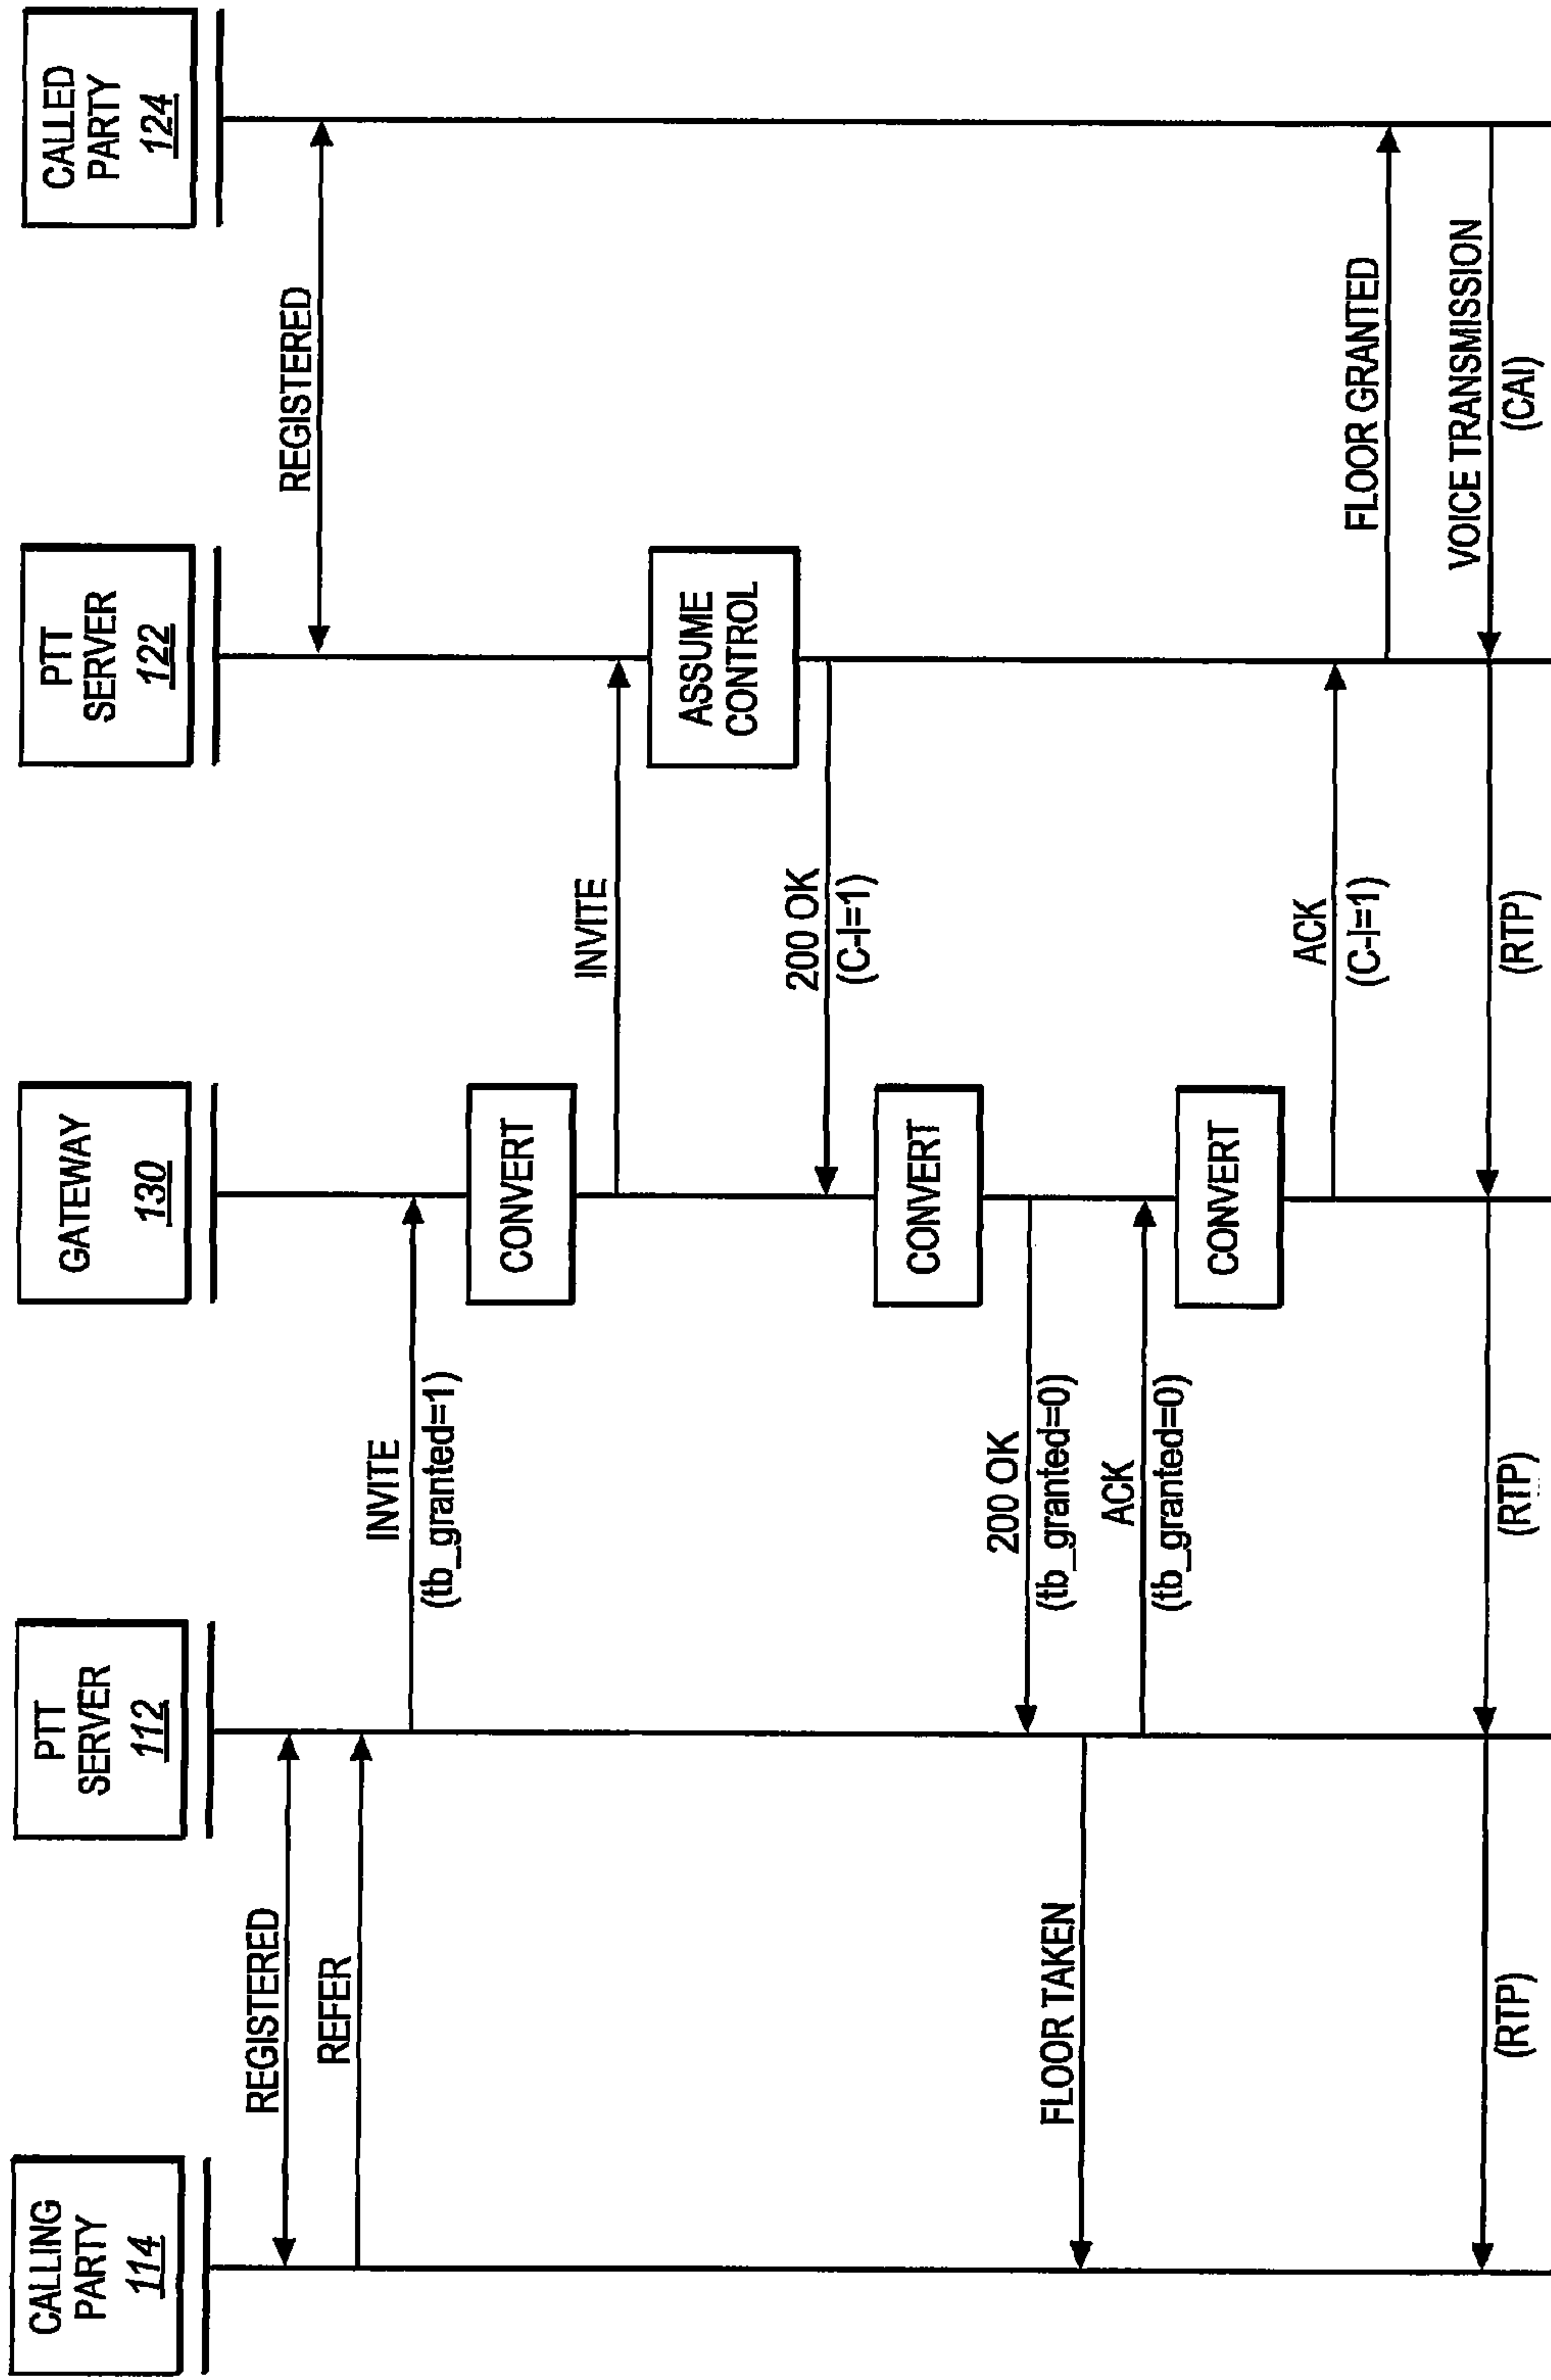 CALLING
PARTY
114
PTT
SERVER
112
GATEWAY
130
PTT
SERVER
122
CALLED
PARTY
124
REGISTERED
REGISTERED
REFER
INVITE
(tb_granted=1)
CONVERT
INVITE
ASSUME
CONTROL
200 OK
(C-I=1)
CONVERT
200 OK
(tb_granted=0)
FLOOR TAKEN
ACK
(tb_granted=0)
CONVERT
ACK
(C-I=1)
FLOOR GRANTED
VOICE TRANSMISSION
(CAI)
(RTP)
(RTP)
(RTP)